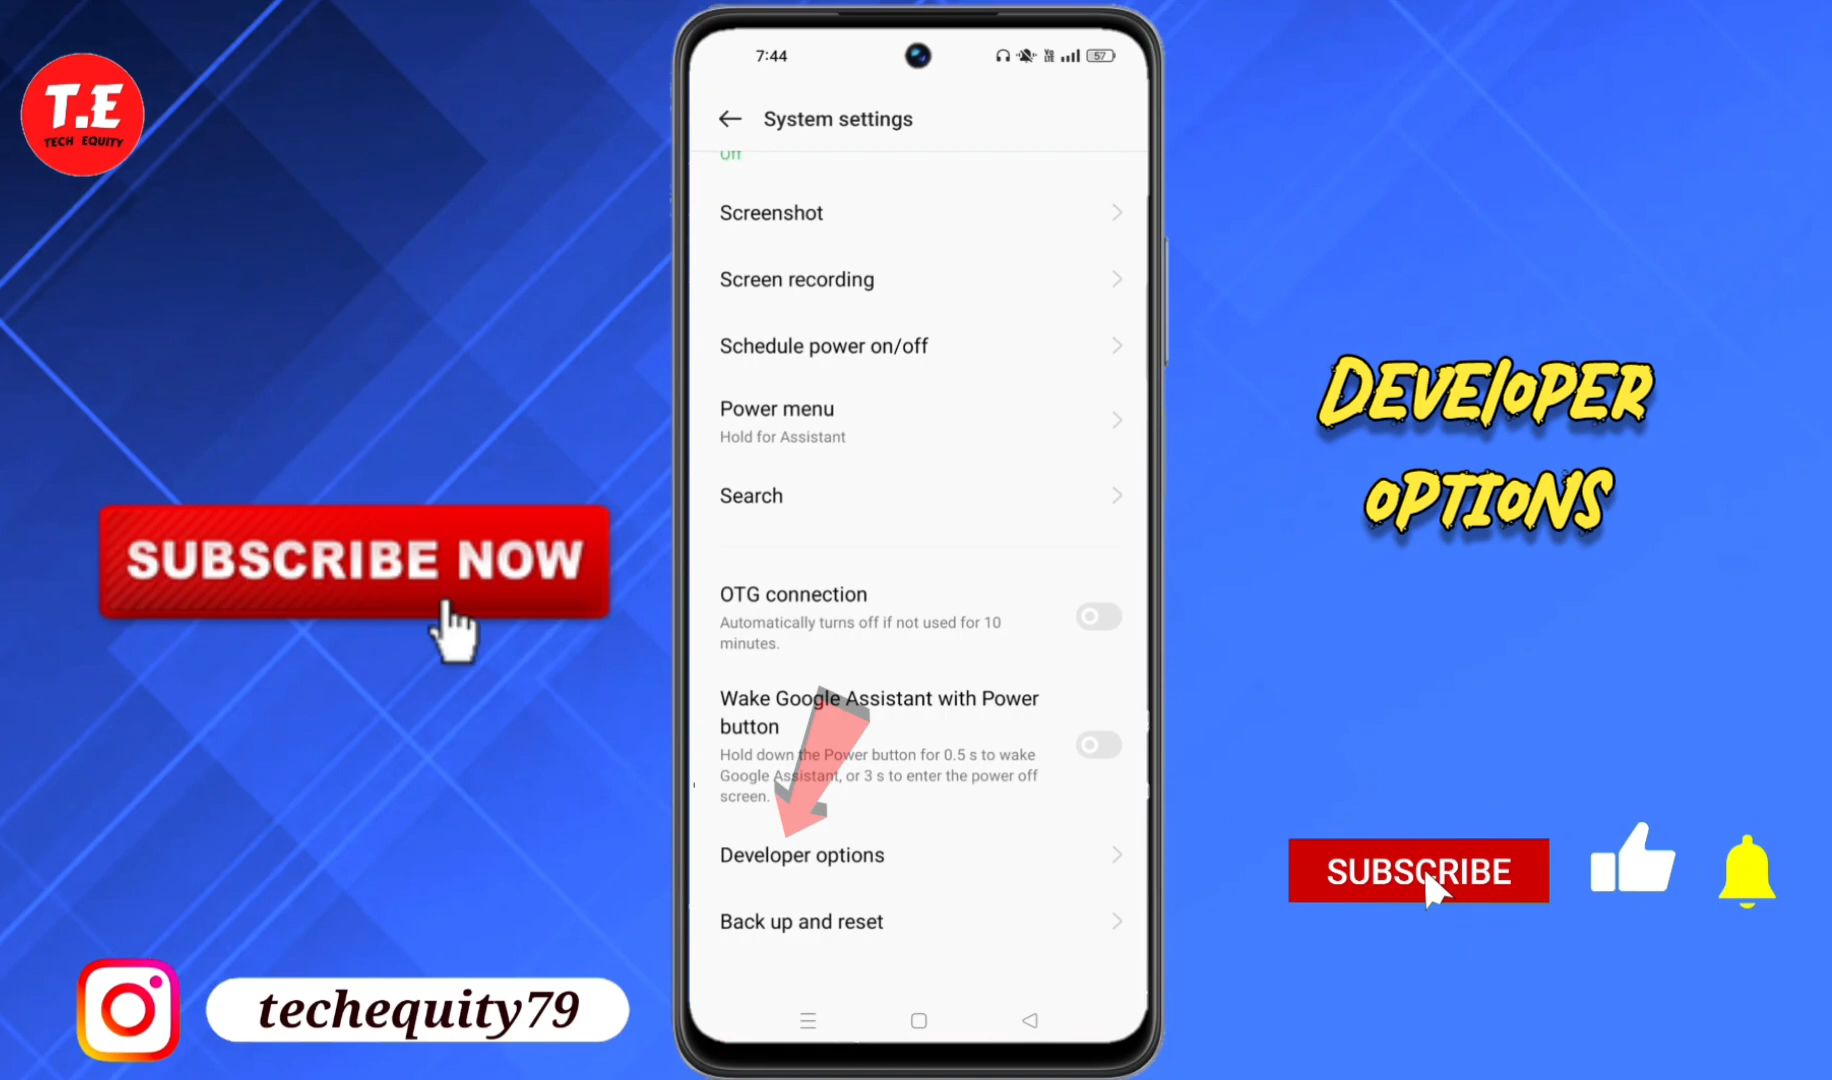 T.E
TECH EQUITY
7:44
57
System settings
Off
Screenshot
Screen recording
Schedule power on/off
Power menu
Hold for Assistant
Search
OTG connection
Automatically turns off if not used for 10
minutes.
Wake Google Assistant with Power
button
Hold down the Power button for 0.5 s to wake
Google Assistant, or 3 s to enter the power off
screen.
Developer options
Back up and reset
SUBSCRIBE NOW
techequity79
DEVELOPER
OPTIONS
SUBSCRIBE